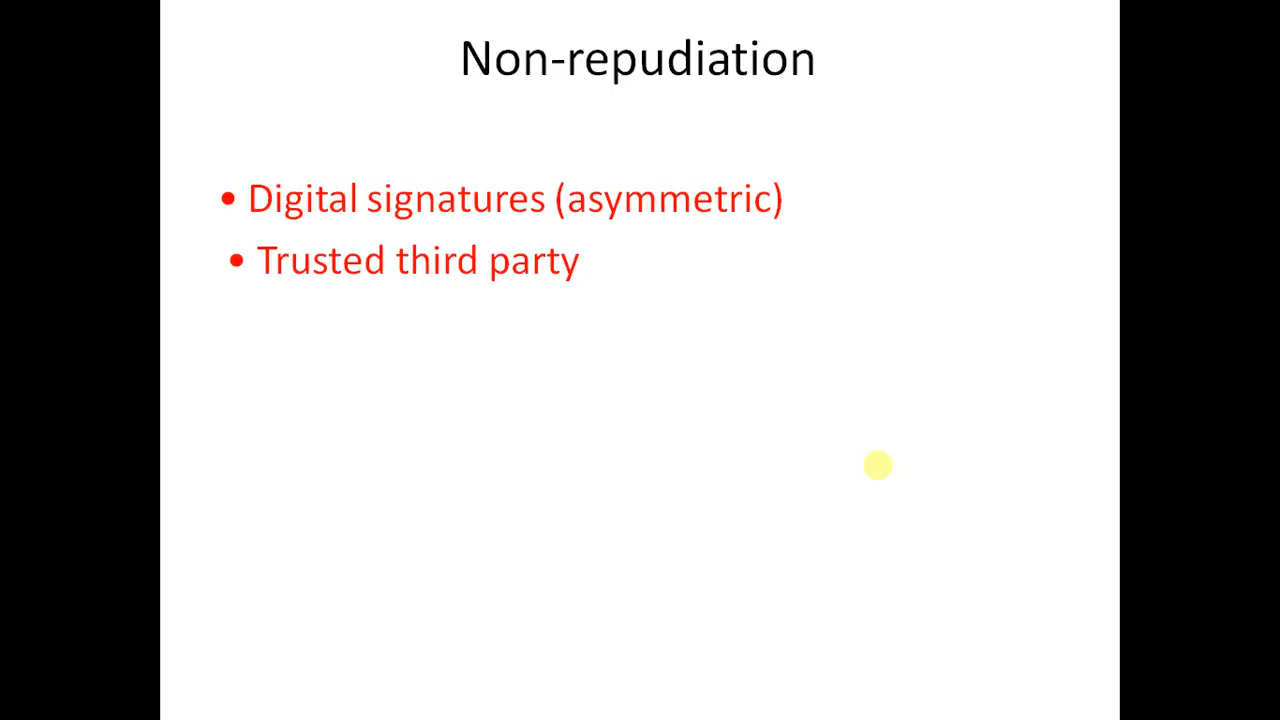 Non-repudiation
• Digital signatures (asymmetric)
• Trusted third party